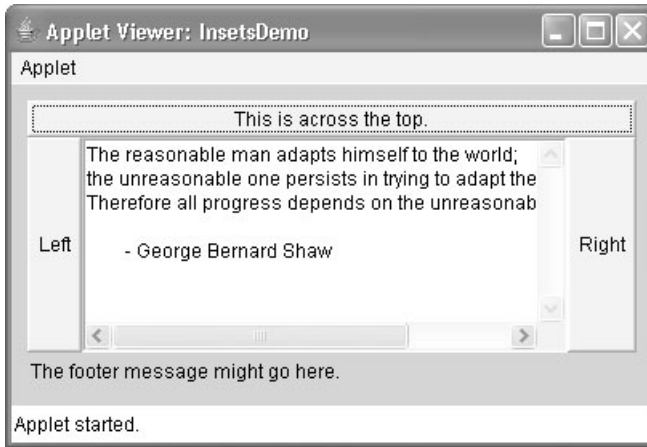 Applet Viewer: InsetsDemo
Applet
This is across the top.
Left
The reasonable man adapts himself to the world;
the unreasonable one persists in trying to adapt the
Therefore all progress depends on the unreasonab
- George Bernard Shaw
Right
The footer message might go here.
Applet started.